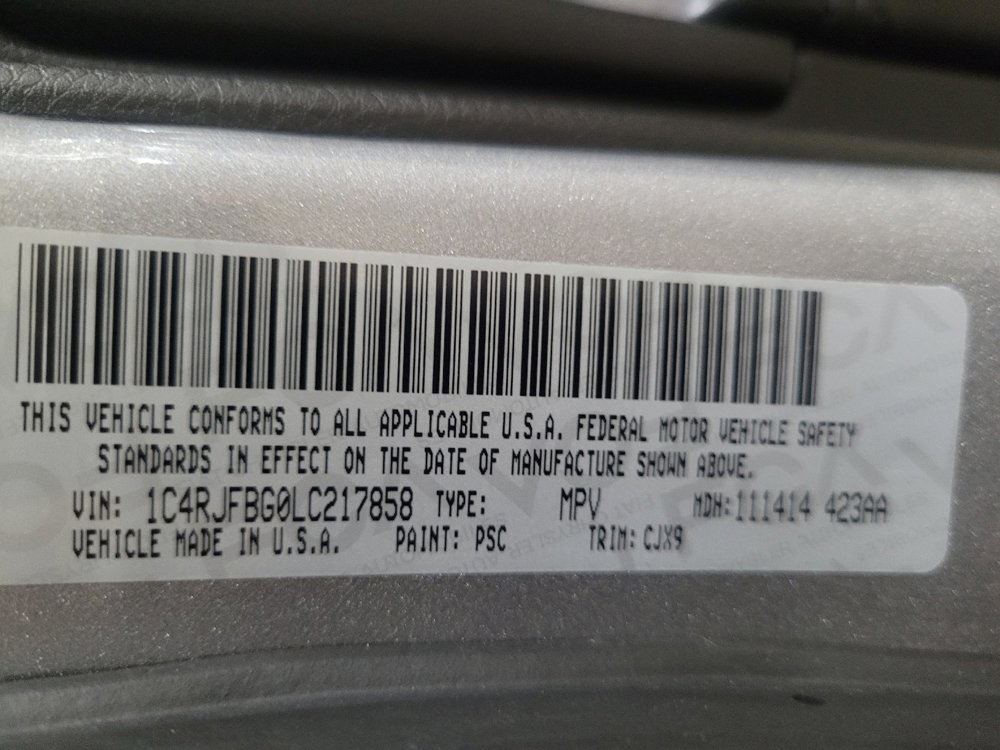 THIS VEHICLE CONFORMS TO ALL APPLICABLE U.S.A. FEDERAL MOTOR VEHICLE SAFETY
STANDARDS IN EFFECT ON THE DATE OF MANUFACTURE SHOWN ABOVE.
VIN: 1C4RJFBG0LC217858 TYPE: MPV MDH:111414 423AA
VEHICLE MADE IN U.S.A. PAINT: PSC TRIM: CJX9